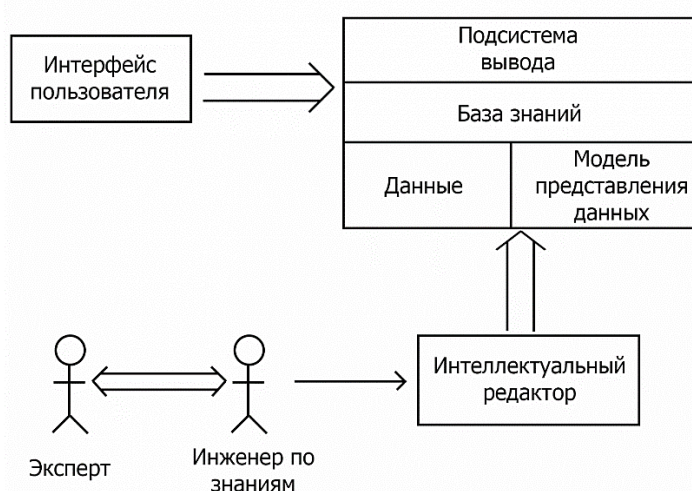 Интерфейс
пользователя
Подсистема
вывода
База знаний
Данные
Модель
представления
данных
Интеллектуальный
редактор
Эксперт
Инженер по
знаниям